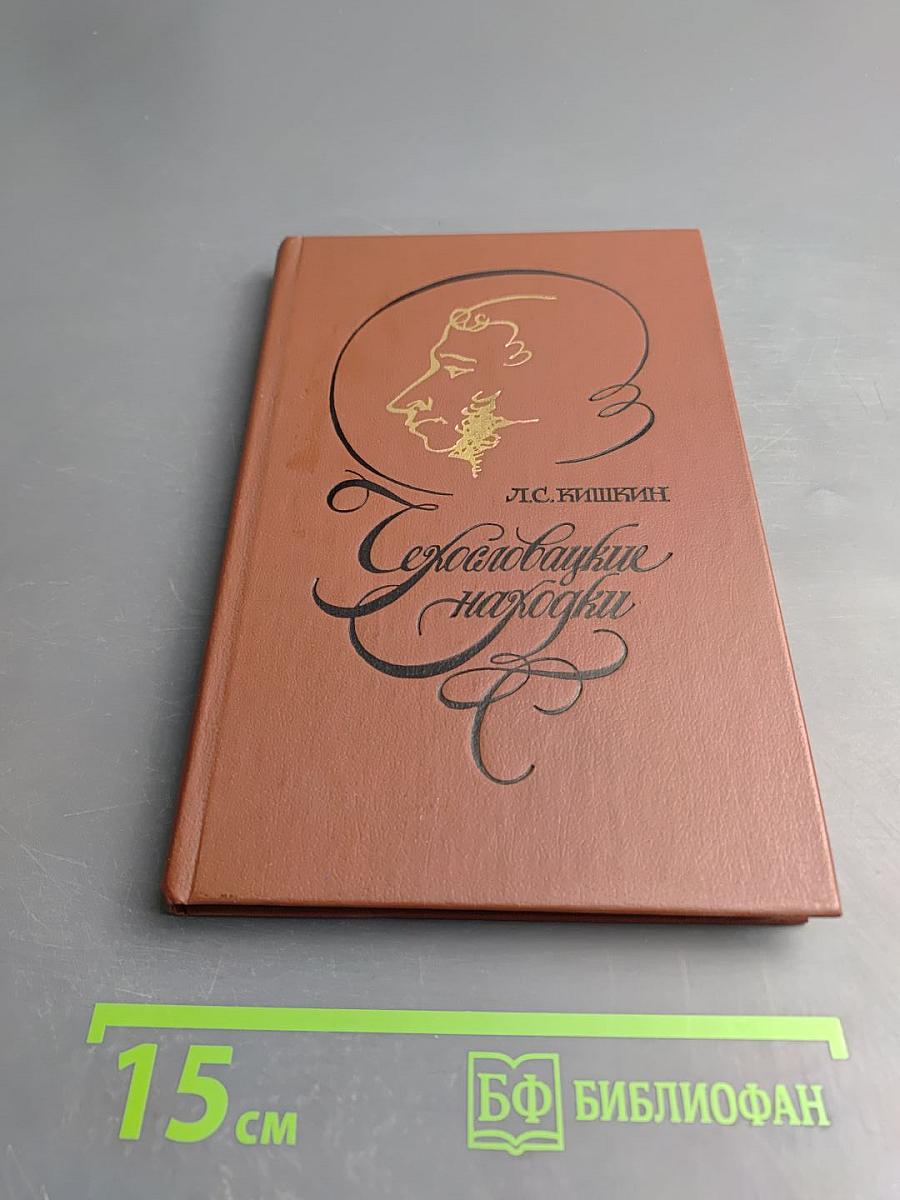 Л.С. КИШКИН
Чехословацкие
находки
15 см
БФ БИБЛИОФАН